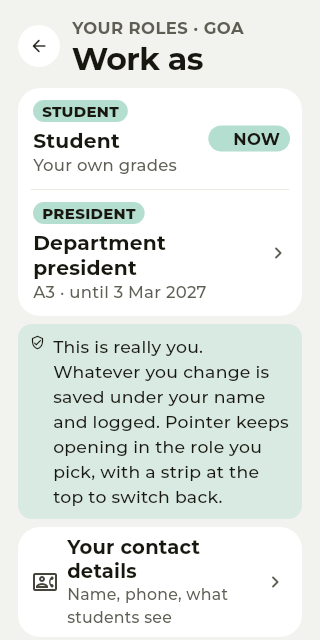 YOUR ROLES · GOA
Work as
STUDENT
Student
NOW
Your own grades
PRESIDENT
Department
president
A3 · until 3 Mar 2027
This is really you.
Whatever you change is
saved under your name
and logged. Pointer keeps
opening in the role you
pick, with a strip at the
top to switch back.
Your contact
details
Name, phone, what
students see